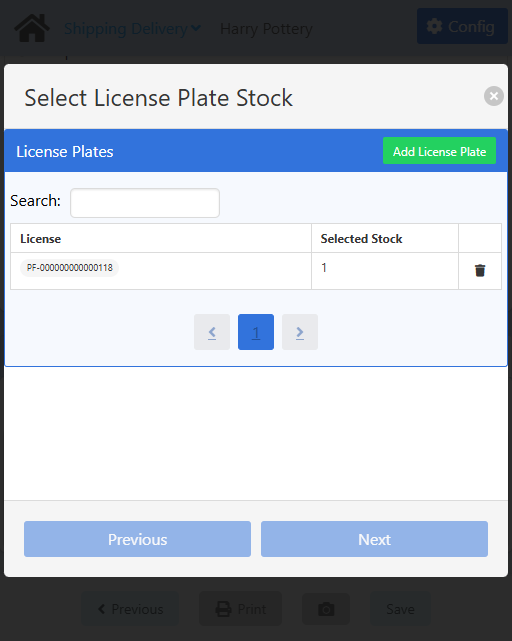 Shipping Delivery Harry Pottery Config
Select License Plate Stock
License Plates Add License Plate
Search:
License Selected Stock
PF-000000000000118 1
1
Previous Next
Previous Print Save